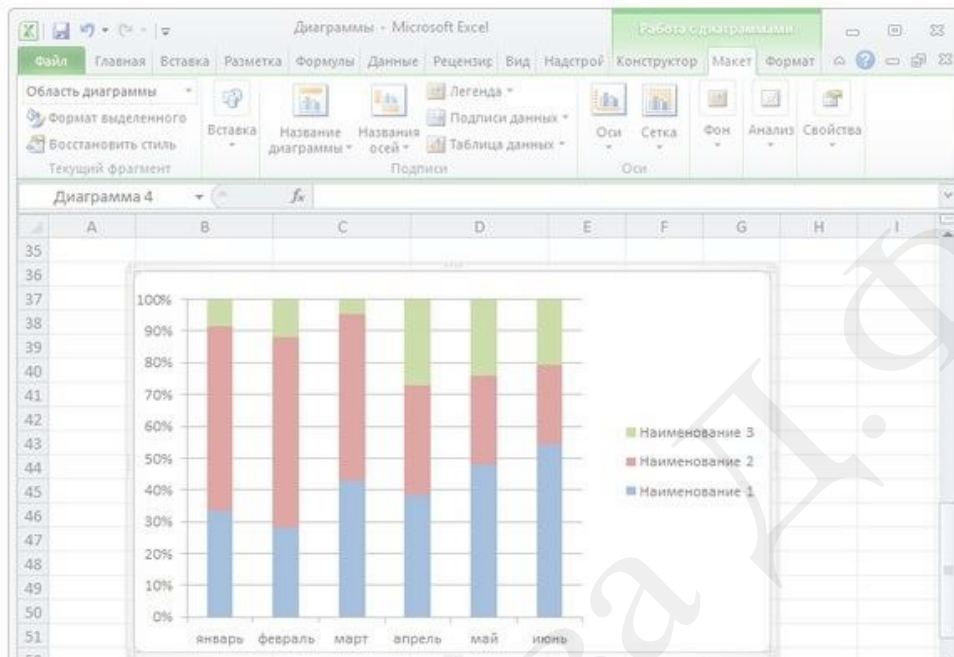 Диаграммы - Microsoft Excel
Работа с диаграммами
Файл Главная Вставка Разметка Формулы Данные Рецензир Вид Надстрой Конструктор Макет Формат
Область диаграммы
Формат выделенного
Восстановить стиль
Текущий фрагмент
Вставка
Название диаграммы
Названия осей
Легенда
Подписи данных
Таблица данных
Подписи
Оси
Сетка
Оси
Фон
Анализ
Свойства
Диаграмма 4
fx
A B C D E F G H I
35
36
37
38
39
40
41
42
43
44
45
46
47
48
49
50
51
100%
90%
80%
70%
60%
50%
40%
30%
20%
10%
0%
январь февраль март апрель май июнь
Наименование 3
Наименование 2
Наименование 1